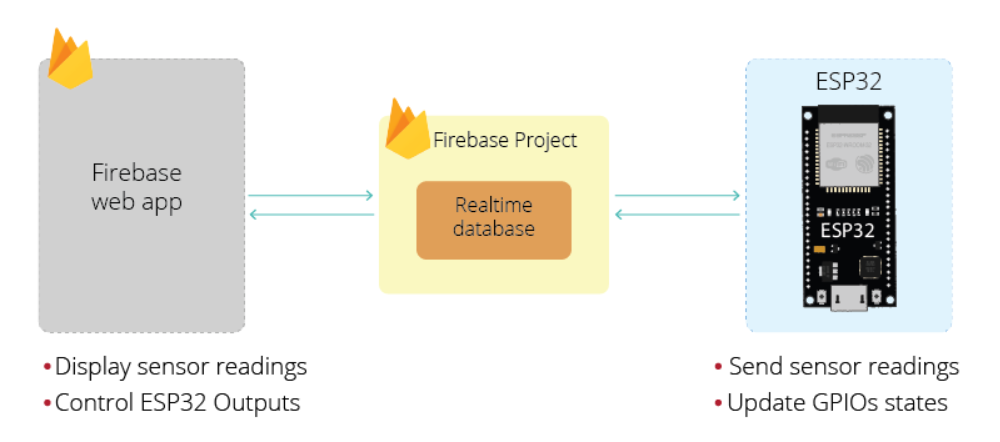 Firebase
web app
Firebase Project
Realtime
database
ESP32
ESP32
• Display sensor readings
• Control ESP32 Outputs
• Send sensor readings
• Update GPIOs states